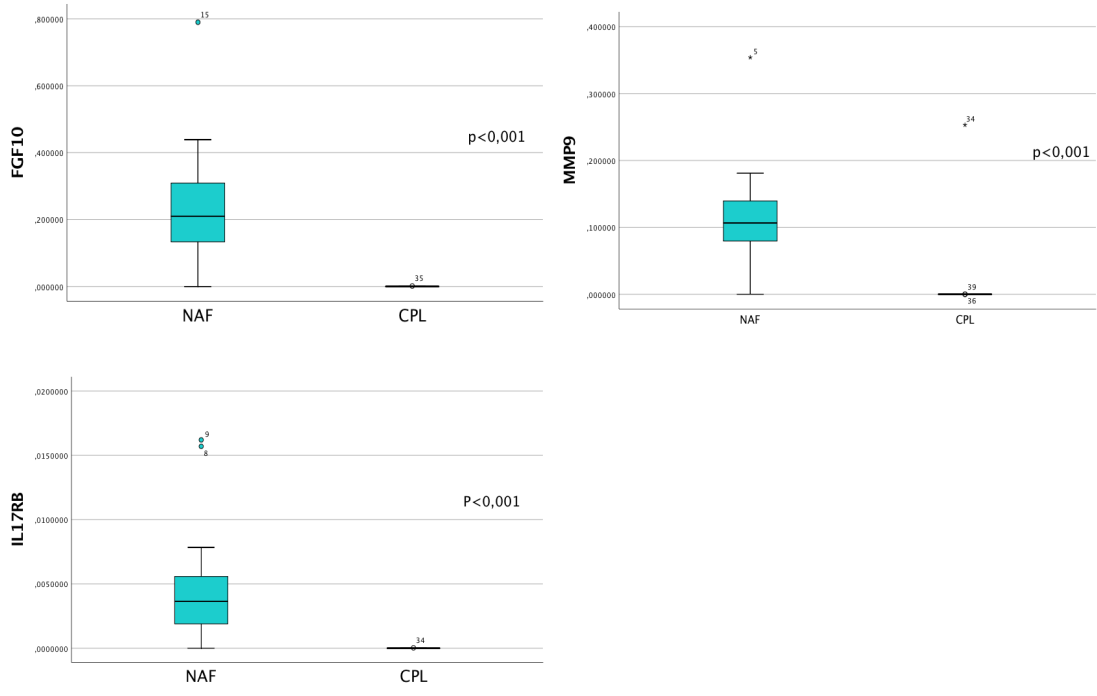 FGF10
,800000
,600000
,400000
,200000
,000000
15
p<0,001
35
NAF
CPL
MMP9
,400000
,300000
,200000
,100000
,000000
5
34
p<0,001
39
36
NAF
CPL
IL17RB
,0200000
,0150000
,0100000
,0050000
,0000000
9
8
P<0,001
34
NAF
CPL